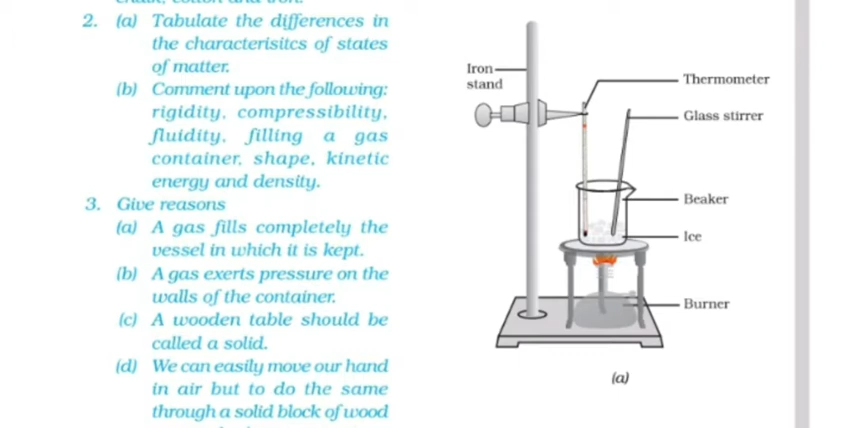 chalk, cotton and iron.
2. (a) Tabulate the differences in
the characterisitcs of states
of matter.
(b) Comment upon the following:
rigidity, compressibility,
fluidity, filling a gas
container, shape, kinetic
energy and density.
3. Give reasons
(a) A gas fills completely the
vessel in which it is kept.
(b) A gas exerts pressure on the
walls of the container.
(c) A wooden table should be
called a solid.
(d) We can easily move our hand
in air but to do the same
through a solid block of wood
Iron
stand
Thermometer
Glass stirrer
Beaker
Ice
Burner
(a)